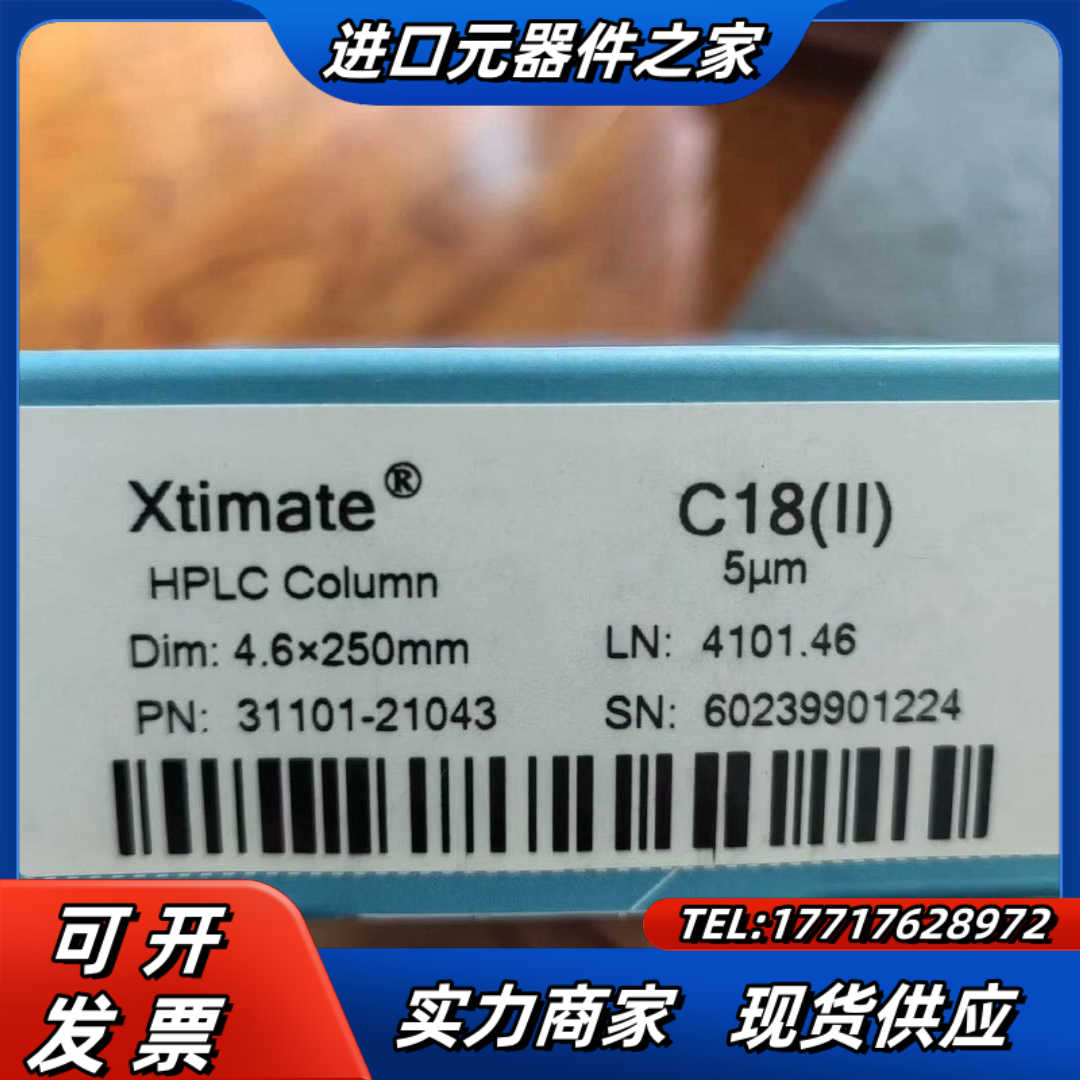 进口元器件之家
Xtimate® C18(II)
HPLC Column 5μm
Dim: 4.6×250mm LN: 4101.46
PN: 31101-21043 SN: 60239901224
TEL:17717628972
可开
发票
实力商家 现货供应